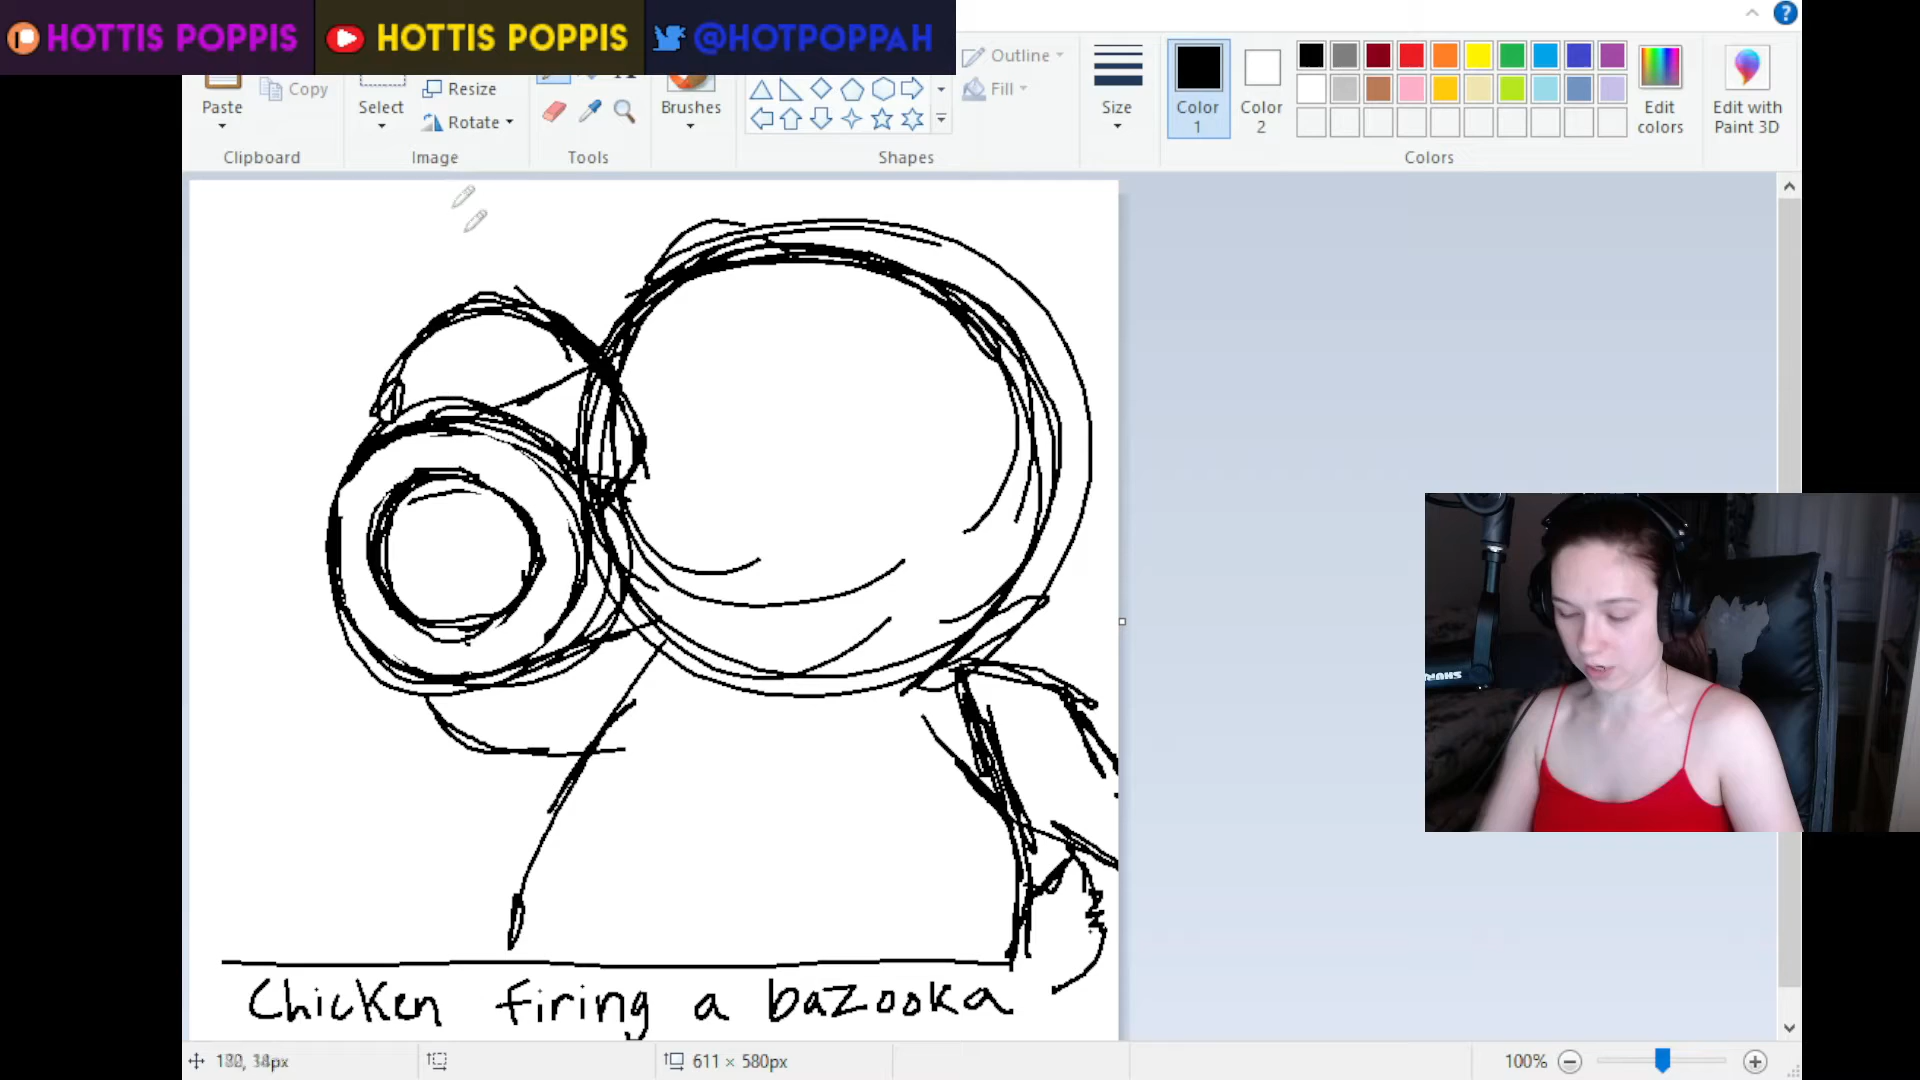 HOTTIS POPPIS HOTTIS POPPIS @HOTPOPPAH
Outline
Copy Resize Fill
Paste Select Rotate Brushes Size Color 1 Color 2 Edit colors Edit with Paint 3D
Clipboard Image Tools Shapes Colors
SHURE
Chicken firing a bazooka
611 × 580px 100%